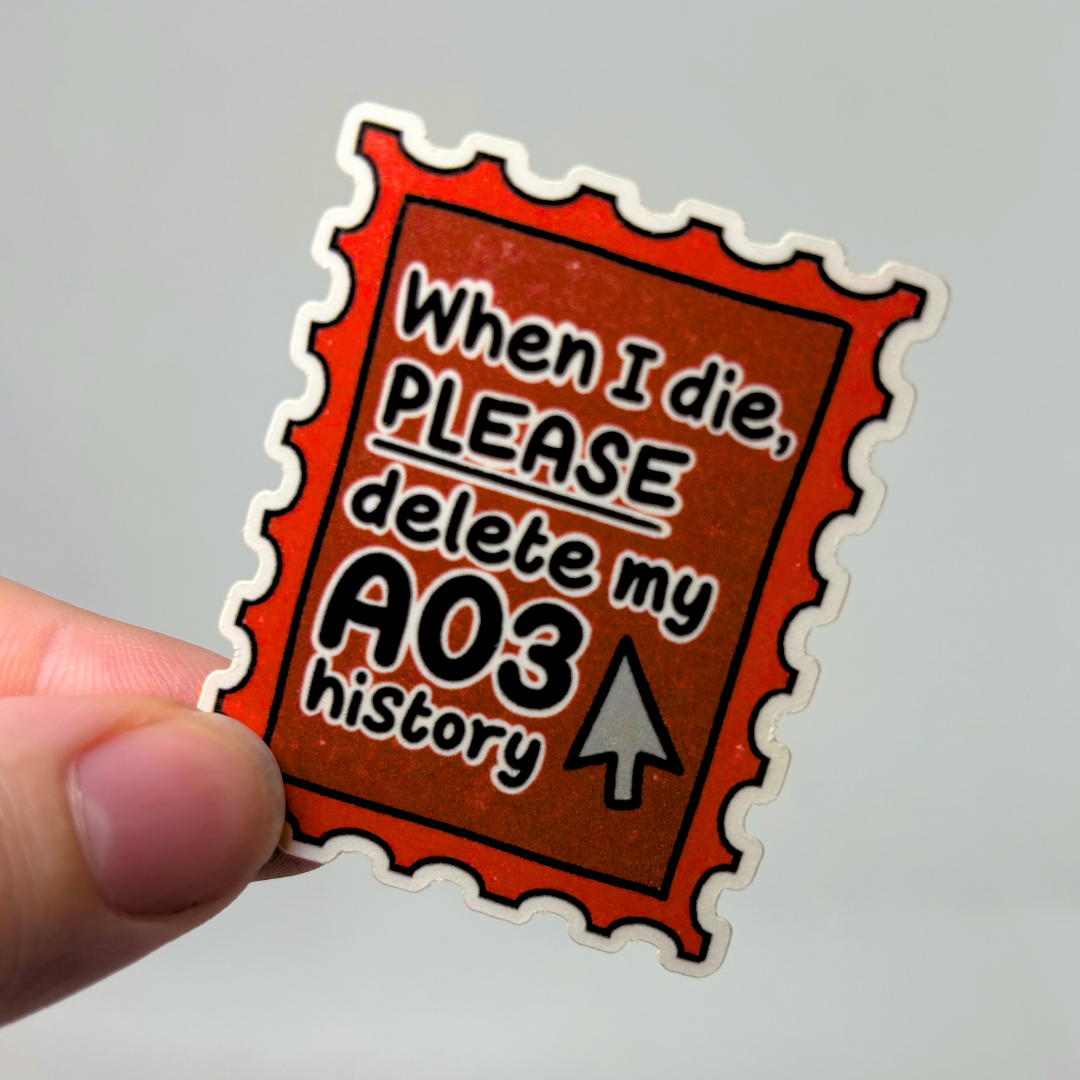 When I die,
PLEASE
delete my
AO3
history